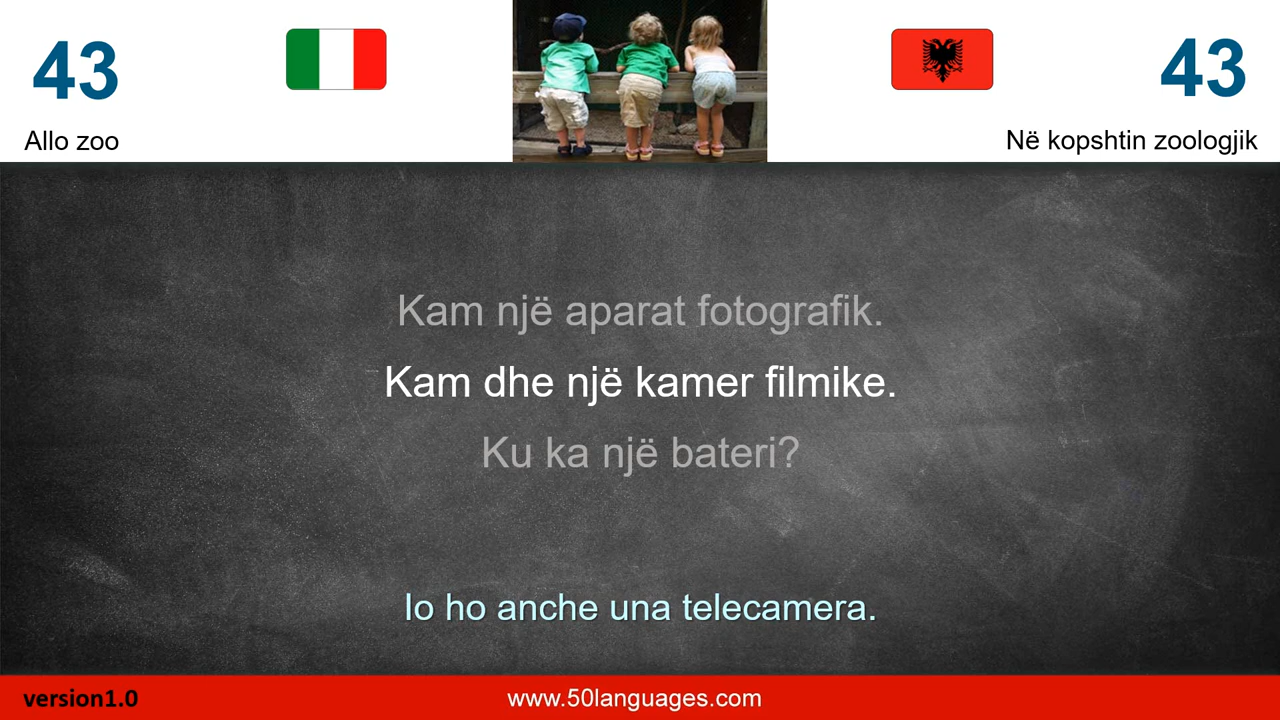 43
43
Allo zoo
Në kopshtin zoologjik
Kam një aparat fotografik.
Kam dhe një kamer filmike.
Ku ka një bateri?
Io ho anche una telecamera.
version1.0
www.50languages.com